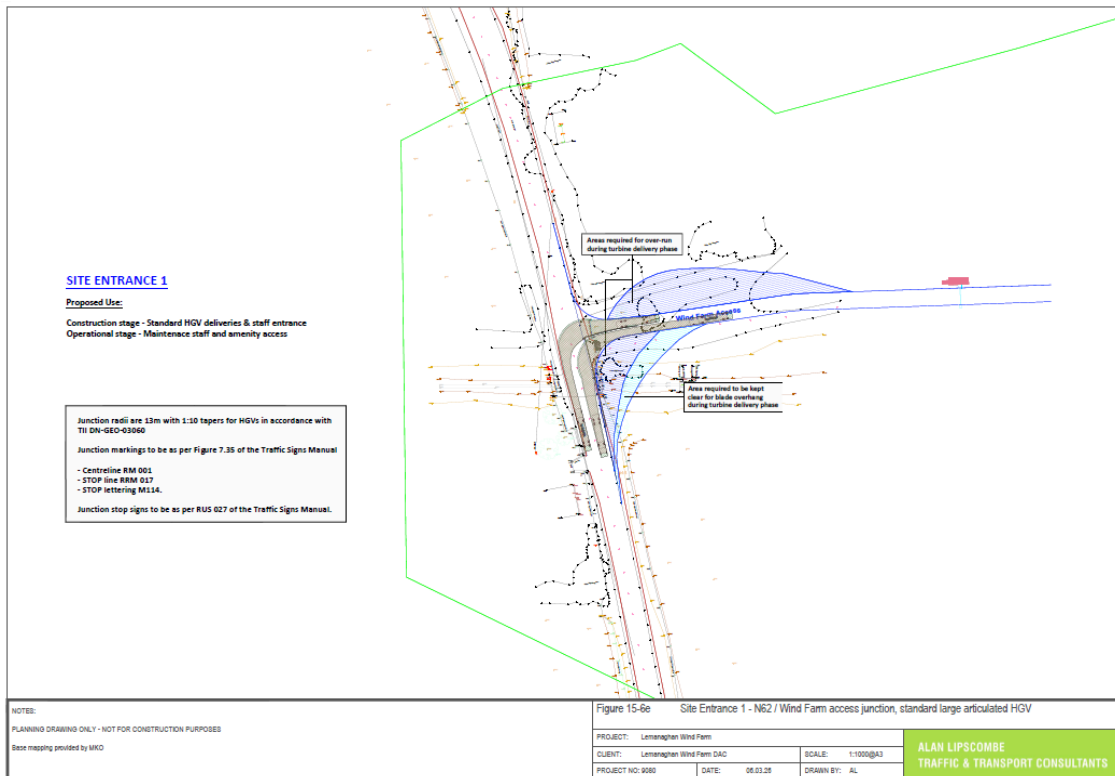 Areas required for over-run
during turbine delivery phase
SITE ENTRANCE 1
Proposed Use:
Construction stage - Standard HGV deliveries & staff entrance
Operational stage - Maintenace staff and amenity access
Wind Farm Access
Area required to be kept
clear for blade overhang
during turbine delivery phase
Junction radii are 13m with 1:10 tapers for HGVs in accordance with
TII DN-GEO-03060
Junction markings to be as per Figure 7.35 of the Traffic Signs Manual
- Centreline RM 001
- STOP line RRM 017
- STOP lettering M114.
Junction stop signs to be as per RUS 027 of the Traffic Signs Manual.
NOTES:
PLANNING DRAWING ONLY - NOT FOR CONSTRUCTION PURPOSES
Base mapping provided by MKO
Figure 15-6e Site Entrance 1 - N62 / Wind Farm access junction, standard large articulated HGV
PROJECT: Lemanaghan Wind Farm
CLIENT: Lemanaghan Wind Farm DAC SCALE: 1:1000@A3
PROJECT NO: 9080 DATE: DRAWN BY: AL
ALAN LIPSCOMBE
TRAFFIC & TRANSPORT CONSULTANTS